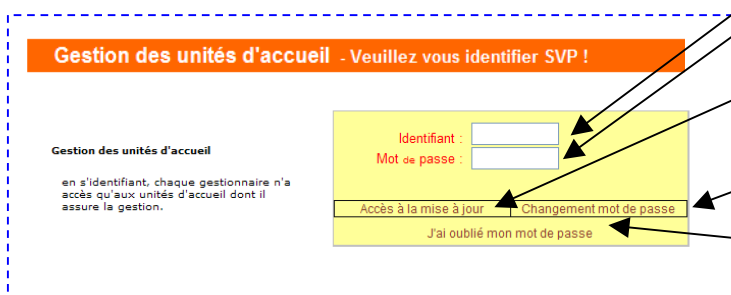 Gestion des unités d'accueil - Veuillez vous identifier SVP !
Identifiant :
Mot de passe :
Gestion des unités d'accueil
en s'identifiant, chaque gestionnaire n'a
accès qu'aux unités d'accueil dont il
assure la gestion.
Accès à la mise à jour
Changement mot de passe
J'ai oublié mon mot de passe